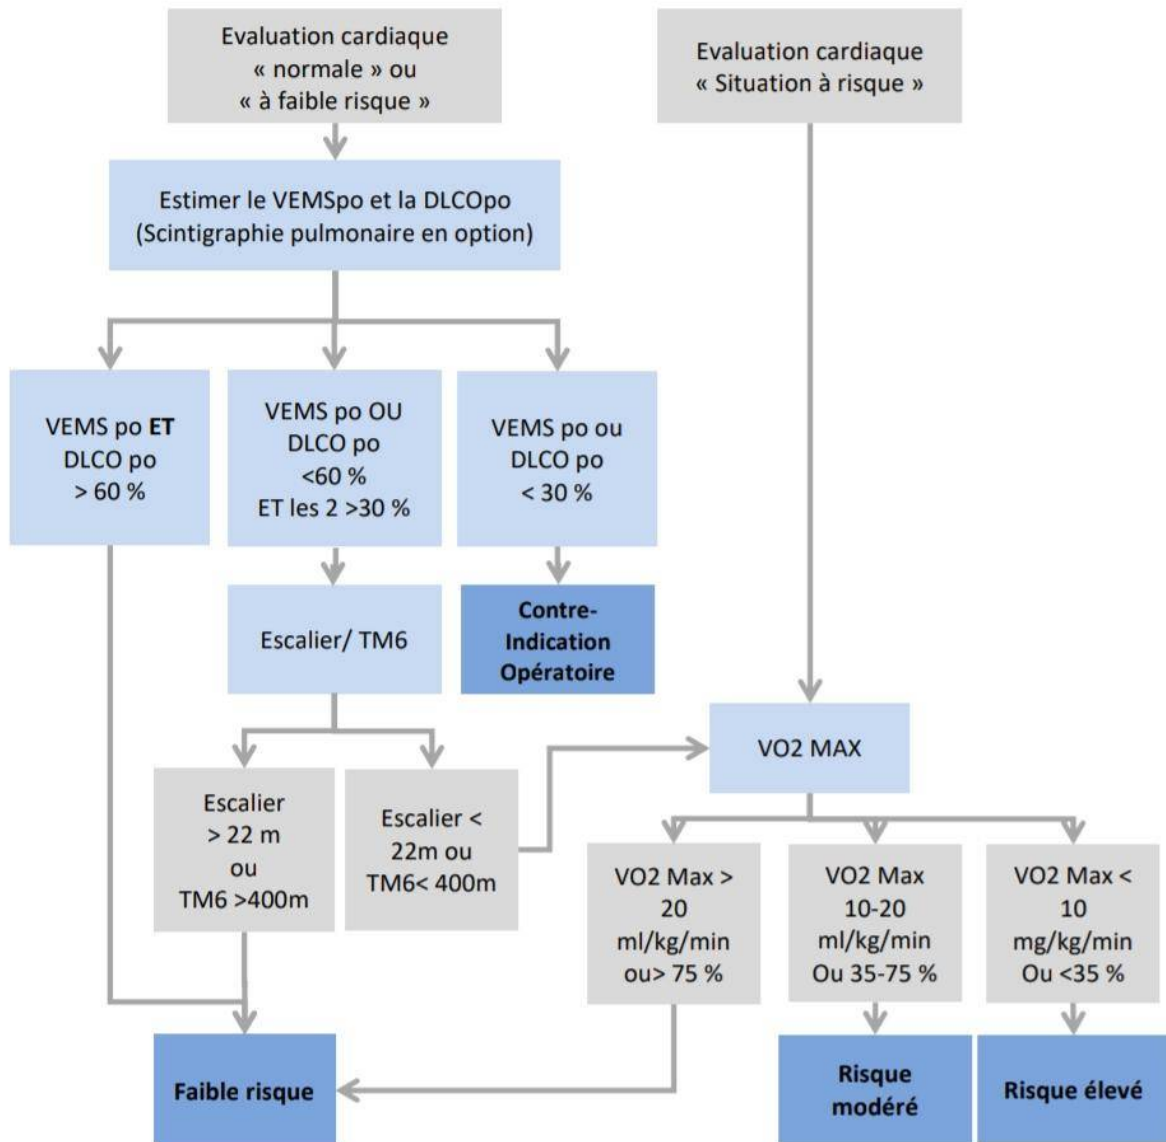 Evaluation cardiaque
« normale » ou
« à faible risque »
Evaluation cardiaque
« Situation à risque »
Estimer le VEMSpo et la DLCOpo
(Scintigraphie pulmonaire en option)
VEMS po ET
DLCO po
> 60 %
VEMS po OU
DLCO po
<60 %
ET les 2 >30 %
VEMS po ou
DLCO po
< 30 %
Escalier/ TM6
Contre-
Indication
Opératoire
VO2 MAX
Escalier
> 22 m
ou
TM6 >400m
Escalier <
22m ou
TM6< 400m
VO2 Max >
20
ml/kg/min
ou> 75 %
VO2 Max
10-20
ml/kg/min
Ou 35-75 %
VO2 Max <
10
mg/kg/min
Ou <35 %
Faible risque
Risque
modéré
Risque élevé